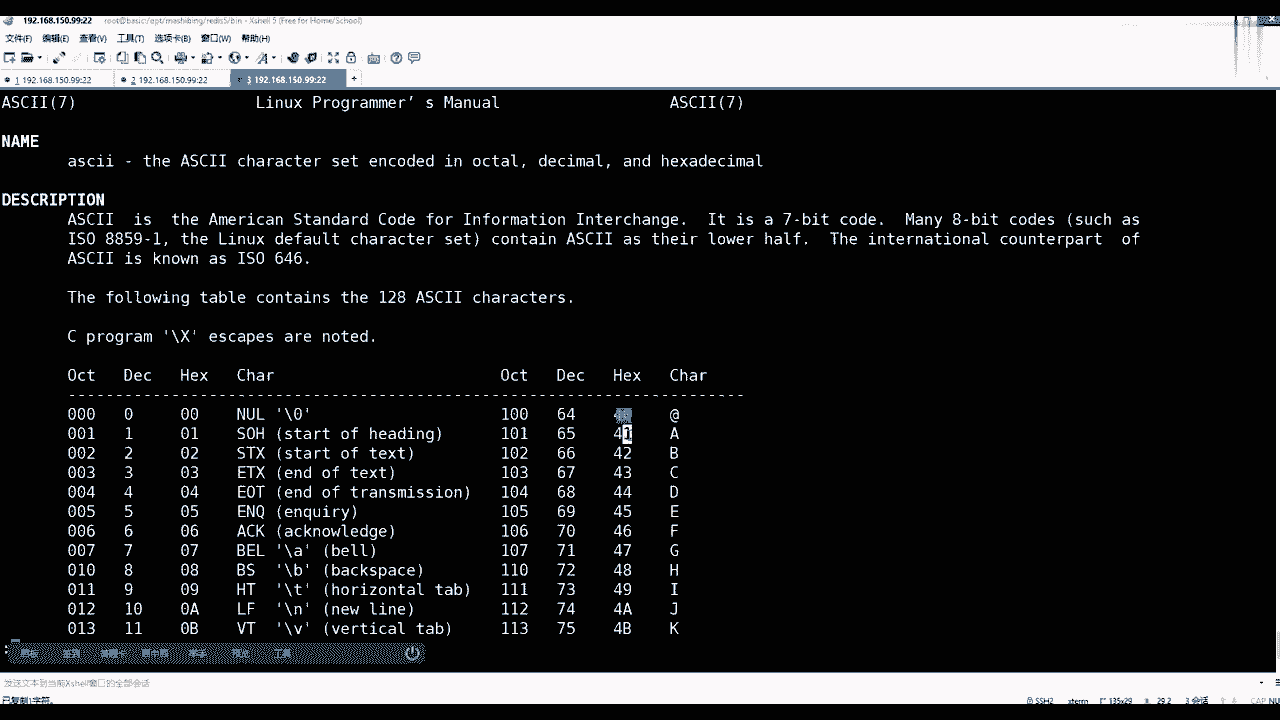 192.168.150.99:22 root@basic:/opt/mashibing/redis5/bin - Xshell 5 (Free for Home/School)
文件(F) 编辑(E) 查看(V) 工具(T) 选项卡(B) 窗口(W) 帮助(H)
1 192.168.150.99:22 2 192.168.150.99:22 3 192.168.150.99:22 +
ASCII(7) Linux Programmer’s Manual ASCII(7)
NAME
ascii - the ASCII character set encoded in octal, decimal, and hexadecimal
DESCRIPTION
ASCII is the American Standard Code for Information Interchange. It is a 7-bit code. Many 8-bit codes (such as
ISO 8859-1, the Linux default character set) contain ASCII as their lower half. The international counterpart of
ASCII is known as ISO 646.
The following table contains the 128 ASCII characters.
C program '\X' escapes are noted.
Oct Dec Hex Char Oct Dec Hex Char
------------------------------------------------------------------------
000 0 00 NUL '\0' 100 64 40 @
001 1 01 SOH (start of heading) 101 65 41 A
002 2 02 STX (start of text) 102 66 42 B
003 3 03 ETX (end of text) 103 67 43 C
004 4 04 EOT (end of transmission) 104 68 44 D
005 5 05 ENQ (enquiry) 105 69 45 E
006 6 06 ACK (acknowledge) 106 70 46 F
007 7 07 BEL '\a' (bell) 107 71 47 G
010 8 08 BS '\b' (backspace) 110 72 48 H
011 9 09 HT '\t' (horizontal tab) 111 73 49 I
012 10 0A LF '\n' (new line) 112 74 4A J
013 11 0B VT '\v' (vertical tab) 113 75 4B K
:
工具
发送文本到当前Xshell窗口的全部会话
已复制1字符。 SSH2 xterm 135x29 29,2 3 会话 CAP NU